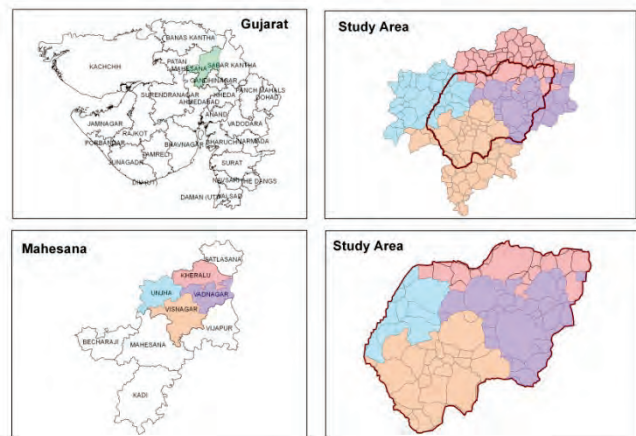 Gujarat
BANAS KANTHA
PATAN
MAHESANA
SABAR KANTHA
KACHCHH
GANDHINAGAR
SURENDRANAGAR
KHEDA
PANCH MAHALS
DOHAD
AHMEDABAD
ANAND
JAMNAGAR
RAJKOT
VADODARA
PORBANDAR
AMRELI
BHAVNAGAR
BHARUCH
NARMADA
JUNAGADH
SURAT
DIU (UT)
NAVSARI
THE DANGS
DAMAN (UT)
VALSAD
Study Area
Mahesana
SATLASANA
KHERALU
UNJHA
VADNAGAR
VISNAGAR
VIJAPUR
BECHARAJI
MAHESANA
KADI
Study Area